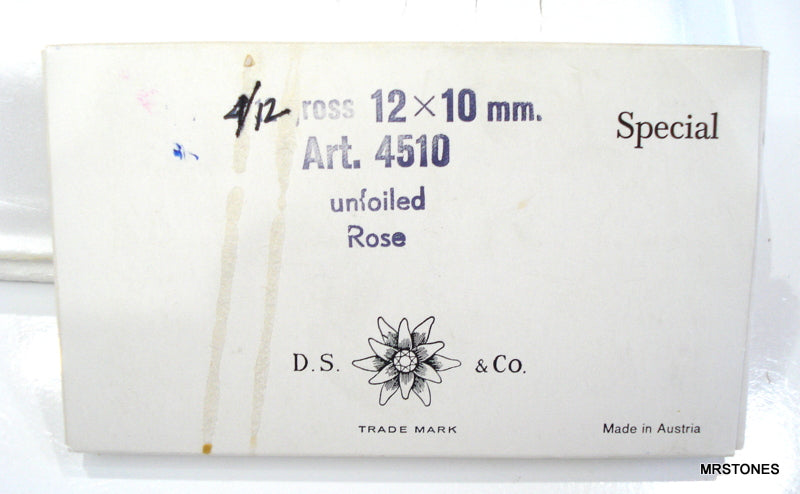 4/12 ross 12×10 mm.
Special
Art. 4510
unfoiled
Rose
D.S. & Co.
TRADE MARK
Made in Austria
MRSTONES